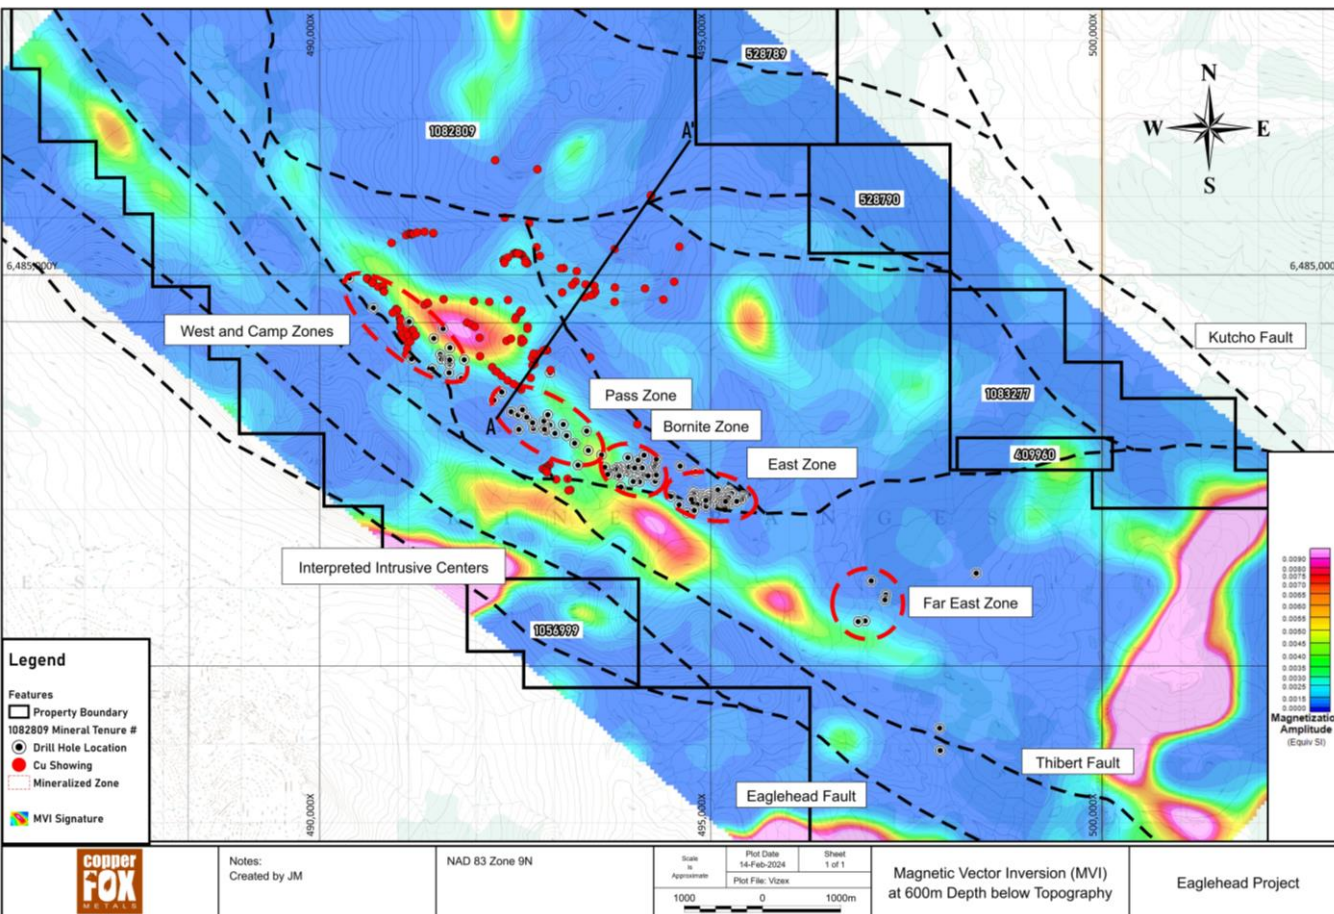 490,000X
495,000X
500,000X
528789
N
W E
S
1082809
A'
528790
6,485,000Y
6,485,000
West and Camp Zones
Kutcho Fault
Pass Zone
1083277
Bornite Zone
A
East Zone
409960
Interpreted Intrusive Centers
Far East Zone
1056999
Thibert Fault
Eaglehead Fault
490,000X
495,000X
500,000X
0.0090
0.0080
0.0075
0.0070
0.0065
0.0060
0.0055
0.0050
0.0045
0.0040
0.0035
0.0030
0.0025
0.0015
0.0000
Magnetization
Amplitude
(Equiv SI)
Legend
Features
Property Boundary
1082809 Mineral Tenure #
Drill Hole Location
Cu Showing
Mineralized Zone
MVI Signature
copper
FOX
METALS
Notes:
Created by JM
NAD 83 Zone 9N
Scale
is
Approximate
Plot Date
14-Feb-2024
Sheet
1 of 1
Plot File: Vizex
1000 0 1000m
Magnetic Vector Inversion (MVI)
at 600m Depth below Topography
Eaglehead Project